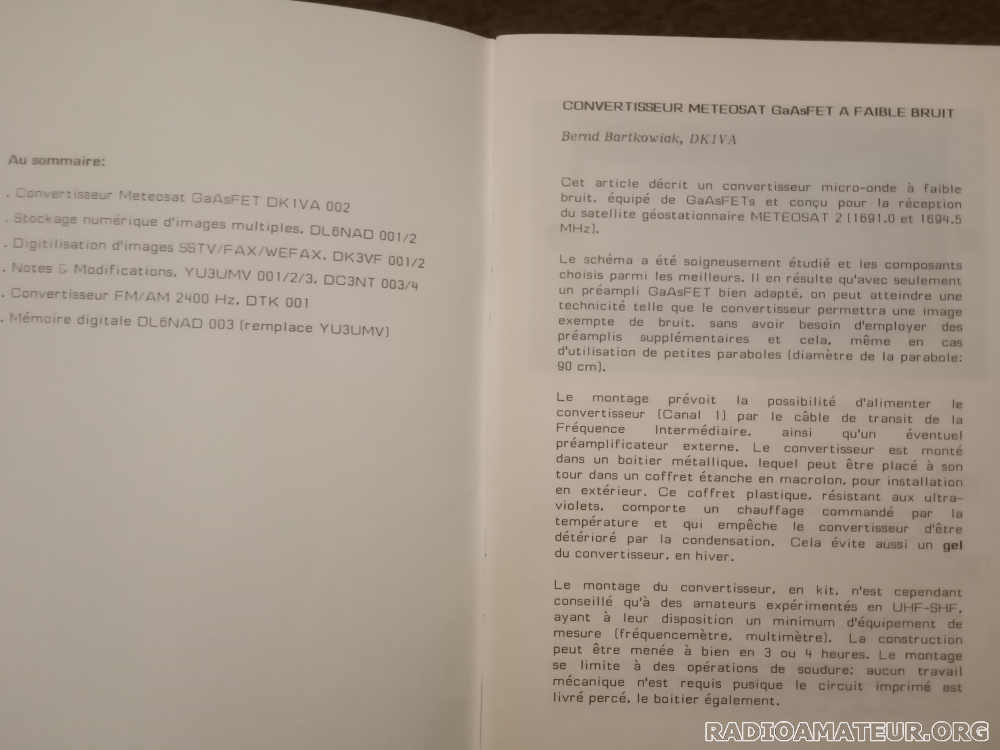 Au sommaire:
. Convertisseur Meteosat GaAsFET DK1VA 002
. Stockage numérique d'images multiples, DL6NAD 001/2
. Digitilisation d'images SSTV/FAX/WEFAX, DK3VF 001/2
. Notes & Modifications, YU3UMV 001/2/3, DC3NT 003/4
. Convertisseur FM/AM 2400 Hz, DTK 001
. Mémoire digitale DL6NAD 003 (remplace YU3UMV)
CONVERTISSEUR METEOSAT GaAsFET A FAIBLE BRUIT
Bernd Bartkowiak, DK1VA
Cet article décrit un convertisseur micro-onde à faible
bruit, équipé de GaAsFETs et conçu pour la réception
du satellite géostationnaire METEOSAT 2 (1691.0 et 1694.5
MHz).
Le schéma a été soigneusement étudié et les composants
choisis parmi les meilleurs. Il en résulte qu'avec seulement
un préampli GaAsFET bien adapté, on peut atteindre une
technicité telle que le convertisseur permettra une image
exempte de bruit, sans avoir besoin d'employer des
préamplis supplémentaires et cela, même en cas
d'utilisation de petites paraboles (diamètre de la parabole:
90 cm).
Le montage prévoit la possibilité d'alimenter le
convertisseur (Canal 1) par le câble de transit de la
Fréquence Intermédiaire, ainsi qu'un éventuel
préamplificateur externe. Le convertisseur est monté
dans un boitier métallique, lequel peut être placé à son
tour dans un coffret étanche en macrolon, pour installation
en extérieur. Ce coffret plastique, résistant aux ultra-
violets, comporte un chauffage commandé par la
température et qui empêche le convertisseur d'être
détérioré par la condensation. Cela évite aussi un gel
du convertisseur, en hiver.
Le montage du convertisseur, en kit, n'est cependant
conseillé qu'à des amateurs expérimentés en UHF-SHF,
ayant à leur disposition un minimum d'équipement de
mesure (fréquencemètre, multimètre). La construction
peut être menée à bien en 3 ou 4 heures. Le montage
se limite à des opérations de soudure; aucun travail
mécanique n'est requis pusique le circuit imprimé est
livré percé, le boitier également.
RADIOAMATEUR.ORG